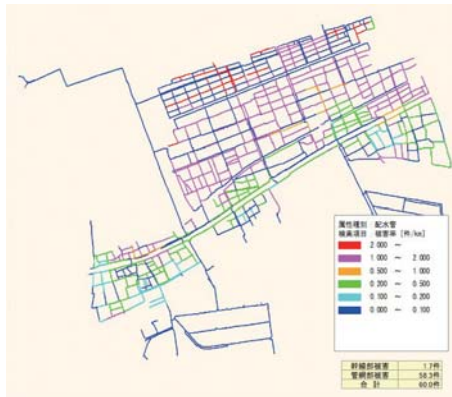 属性種別 : 配水管
検索項目 : 被害率 [件/km]
2.000 ～
1.000 ～ 2.000
0.500 ～ 1.000
0.200 ～ 0.500
0.100 ～ 0.200
0.000 ～ 0.100
幹線部被害 1.7件
管網部被害 58.3件
合 計 60.0件